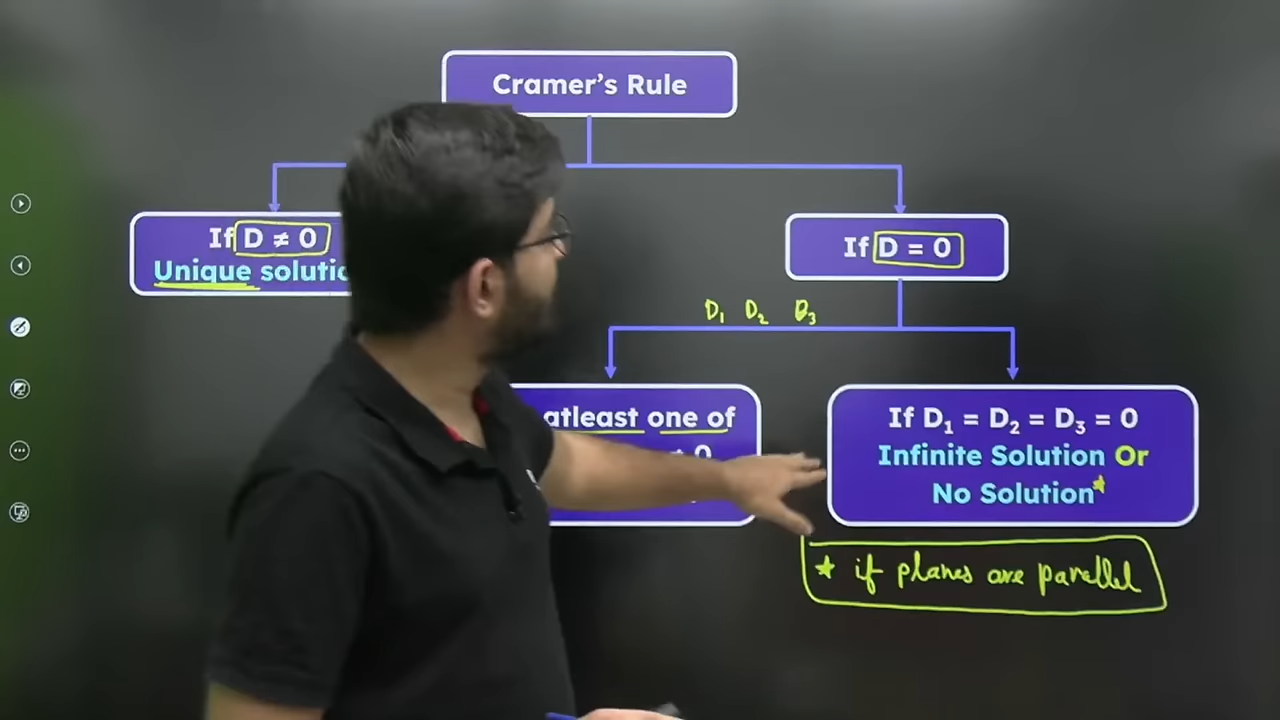 Cramer's Rule
If D ≠ 0
Unique
If D = 0
D₁ D₂ D₃
atleast one of
≠ 0
If D₁ = D₂ = D₃ = 0
Infinite Solution Or
No Solution*
* if planes are parallel